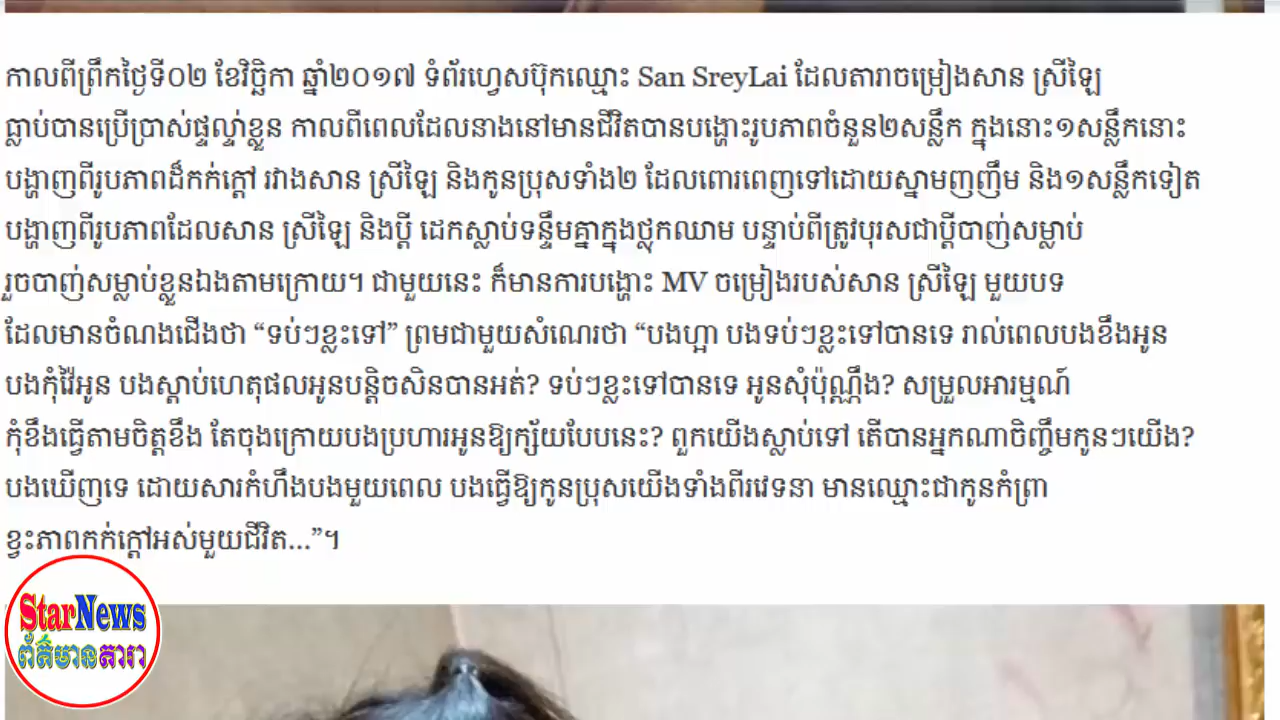 កាលពីព្រឹកថ្ងៃទី០២ ខែវិច្ឆិកា ឆ្នាំ២០១៧ ទំព័រហ្វេសប៊ុកឈ្មោះ San SreyLai ដែលតារាចម្រៀងសាន ស្រីឡៃ
ធ្លាប់បានប្រើប្រាស់ផ្ទល់ខ្លួន កាលពីពេលដែលនាងនៅមានជីវិតបានបង្ហោះរូបភាពចំនួន២សន្លឹក ក្នុងនោះ១សន្លឹកនោះ
បង្ហាញពីរូបភាពដ៏កក់ក្ដៅ រវាងសាន ស្រីឡៃ និងកូនប្រុសទាំង២ ដែលពោរពេញទៅដោយស្នាមញញឹម និង១សន្លឹកទៀត
បង្ហាញពីរូបភាពដែលសាន ស្រីឡៃ និងប្ដី ដេកស្លាប់ទន្ទឹមគ្នាក្នុងថ្លុកឈាម បន្ទាប់ពីត្រូវបុរសជាប្ដីបាញ់សម្លាប់
រួចបាញ់សម្លាប់ខ្លួនឯងតាមក្រោយ។ ជាមួយនេះ ក៏មានការបង្ហោះ MV ចម្រៀងរបស់សាន ស្រីឡៃ មួយបទ
ដែលមានចំណងជើងថា “ទប់ៗខ្លះទៅ” ព្រមជាមួយសំណេរថា “បងហ្អា បងទប់ៗខ្លះទៅបានទេ រាល់ពេលបងខឹងអូន
បងកុំវ៉ៃអូន បងស្ដាប់ហេតុផលអូនបន្តិចសិនបានអត់? ទប់ៗខ្លះទៅបានទេ អូនសុំប៉ុណ្ណឹង? សម្រួលអារម្មណ៍
កុំខឹងធ្វើតាមចិត្តខឹង តែចុងក្រោយបងប្រហារអូនឱ្យក្ស័យបែបនេះ? ពួកយើងស្លាប់ទៅ តើបានអ្នកណាចិញ្ចឹមកូនៗយើង?
បងឃើញទេ ដោយសារកំហឹងបងមួយពេល បងធ្វើឱ្យកូនប្រុសយើងទាំងពីរវេទនា មានឈ្មោះជាកូនកំព្រា
ខ្វះភាពកក់ក្ដៅអស់មួយជីវិត...”។
StarNews
ព័ត៌មានតារា